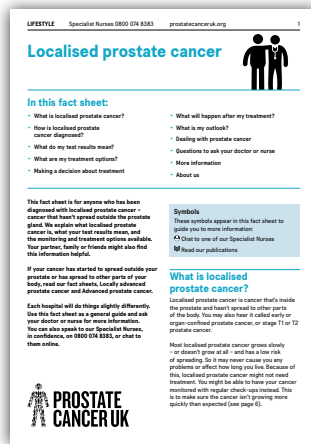 LIFESTYLE Specialist Nurses 0800 074 8383 prostatecanceruk.org 1
Localised prostate cancer
In this fact sheet:
• What is localised prostate cancer?
• How is localised prostate
cancer diagnosed?
• What do my test results mean?
• What are my treatment options?
• Making a decision about treatment
• What will happen after my treatment?
• What is my outlook?
• Dealing with prostate cancer
• Questions to ask your doctor or nurse
• More information
• About us
This fact sheet is for anyone who has been
diagnosed with localised prostate cancer –
cancer that hasn't spread outside the prostate
gland. We explain what localised prostate
cancer is, what your test results mean, and
the monitoring and treatment options available.
Your partner, family or friends might also find
this information helpful.
If your cancer has started to spread outside your
prostate or has spread to other parts of your
body, read our fact sheets, Locally advanced
prostate cancer and Advanced prostate cancer.
Each hospital will do things slightly differently.
Use this fact sheet as a general guide and ask
your doctor or nurse for more information.
You can also speak to our Specialist Nurses,
in confidence, on 0800 074 8383, or chat to
them online.
PROSTATE
CANCER UK
Symbols
These symbols appear in this fact sheet to
guide you to more information:
Chat to one of our Specialist Nurses
Read our publications
What is localised
prostate cancer?
Localised prostate cancer is cancer that's inside
the prostate and hasn't spread to other parts
of the body. You may also hear it called early or
organ-confined prostate cancer, or stage T1 or T2
prostate cancer.
Most localised prostate cancer grows slowly
– or doesn't grow at all – and has a low risk
of spreading. So it may never cause you any
problems or affect how long you live. Because of
this, localised prostate cancer might not need
treatment. You might be able to have your cancer
monitored with regular check-ups instead. This
is to make sure the cancer isn't growing more
quickly than expected (see page 6).